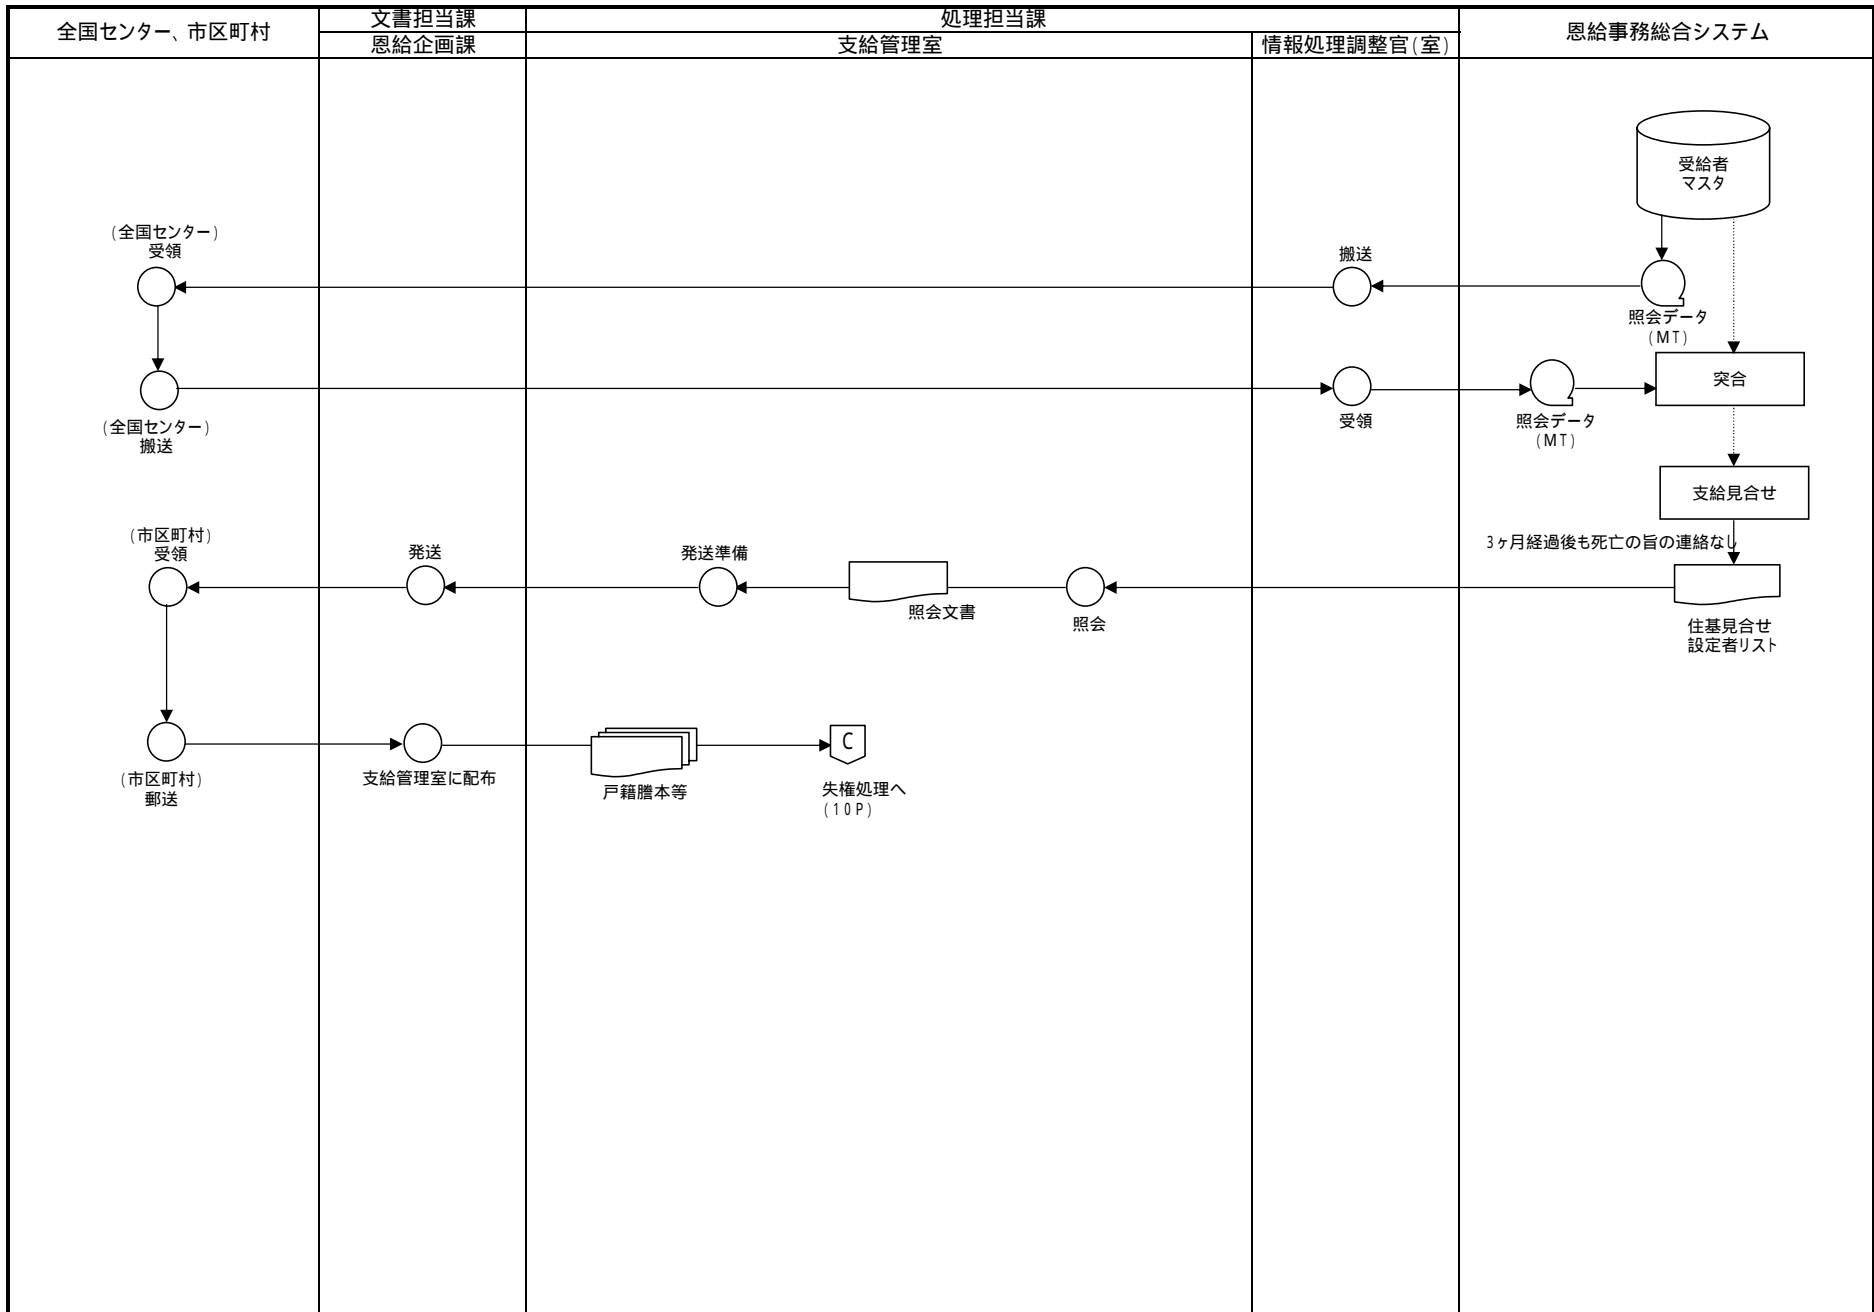 全国センター、市区町村
文書担当課
恩給企画課
処理担当課
支給管理室
情報処理調整官(室)
恩給事務総合システム
受給者
マスタ
(全国センター)
受領
搬送
照会データ
(MT)
突合
(全国センター)
搬送
受領
照会データ
(MT)
支給見合せ
3ヶ月経過後も死亡の旨の連絡なし
(市区町村)
受領
発送
発送準備
照会文書
照会
住基見合せ
設定者リスト
(市区町村)
郵送
支給管理室に配布
戸籍謄本等
C
失権処理へ
(10P)